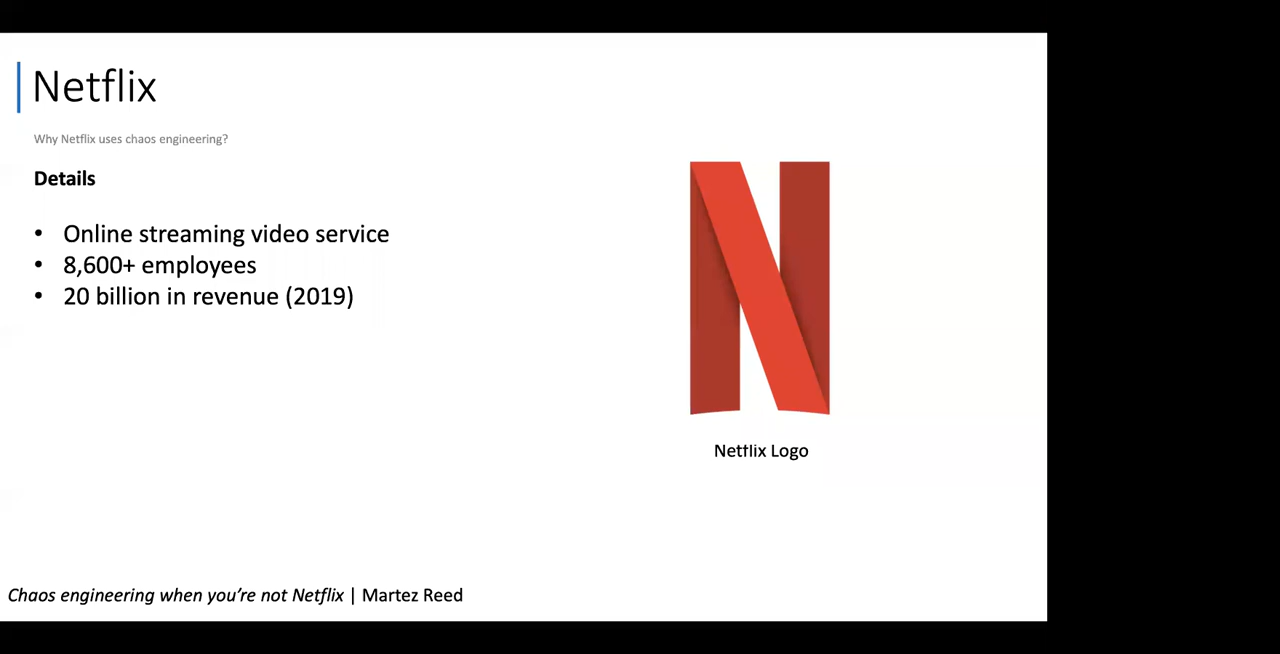 Netflix
Why Netflix uses chaos engineering?
Details
• Online streaming video service
• 8,600+ employees
• 20 billion in revenue (2019)
Netflix Logo
Chaos engineering when you’re not Netflix | Martez Reed